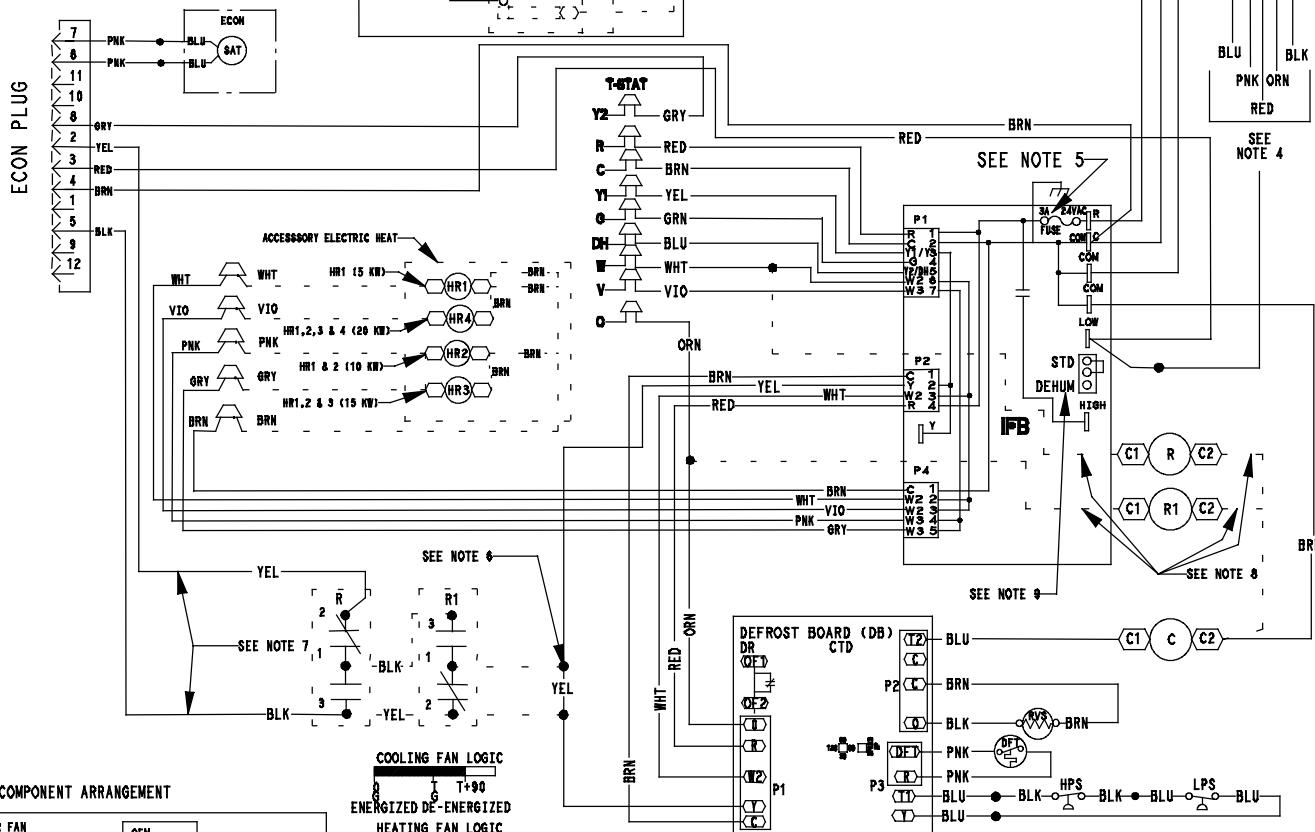 ECON PLUG
7
PNK
BLU
ECON
SAT
6
PNK
BLU
11
10
8
GRY
2
YEL
3
RED
4
BRN
1
5
BLK
9
12
T-STAT
Y2
GRY
R
RED
C
BRN
Y1
YEL
G
GRN
DH
BLU
W
WHT
V
VIO
O
ORN
BRN
RED
SEE NOTE 5
BLU
BLK
PNK
ORN
RED
SEE
NOTE 4
ACCESSSORY ELECTRIC HEAT
WHT
WHT
HR1 (5 KW)
HR1
BRN
BRN
BRN
VIO
VIO
HR1,2,3 & 4 (20 KW)
HR4
PNK
PNK
HR1 & 2 (10 KW)
HR2
BRN
BRN
GRY
GRY
HR1,2 & 3 (15 KW)
HR3
BRN
BRN
P1
R 1
C 2
Y1/Y 3
G 4
Y2/DH 5
W2 6
W3 7
3A
FUSE
24VAC
R
COM
C
COM
COM
LOW
STD
DEHUM
HIGH
P2
C 1
Y 2
W2 3
R 4
BRN
YEL
WHT
RED
Y
IFB
P4
C 1
W2 2
W2 3
W3 4
W3 5
BRN
WHT
VIO
PNK
GRY
C1
R
C2
C1
R1
C2
BR
SEE NOTE 8
SEE NOTE 9
SEE NOTE 6
YEL
SEE NOTE 7
R
2
1
3
R1
3
1
2
BLK
BLK
YEL
YEL
ORN
RED
WHT
BRN
DEFROST BOARD (DB)
DR
CTD
DF1
DF2
O
R
W2
Y
C
P1
T2
BLU
C1
C
C2
C
P2
C
BRN
O
BLK
RVS
BRN
P3
DF1
PNK
DFT
R
PNK
T1
BLU
BLK
HPS
BLK
BLU
LPS
BLU
Y
BLU
COOLING FAN LOGIC
T
G
T+90
ENERGIZED
DE-ENERGIZED
HEATING FAN LOGIC
COMPONENT ARRANGEMENT
FAN